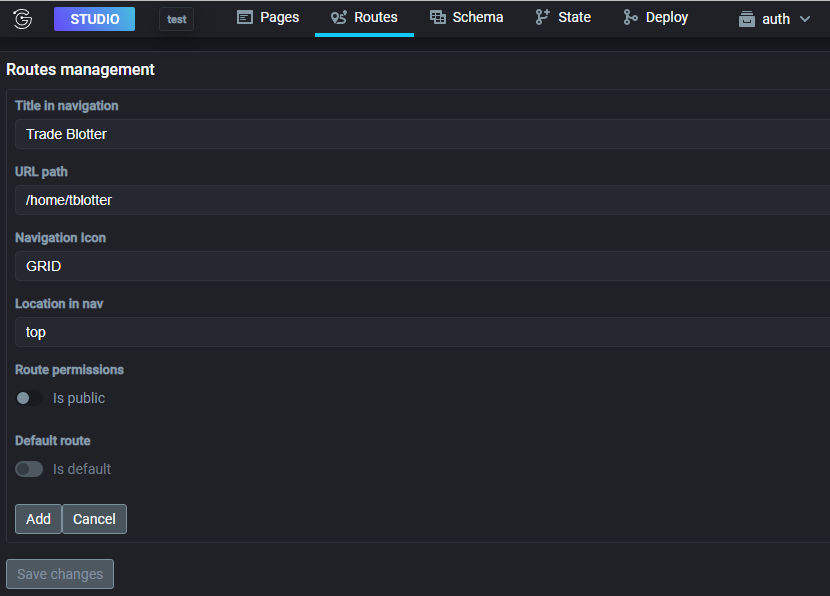 STUDIO test Pages Routes Schema State Deploy auth
Routes management
Title in navigation
Trade Blotter
URL path
/home/tblotter
Navigation Icon
GRID
Location in nav
top
Route permissions
Is public
Default route
Is default
Add Cancel
Save changes